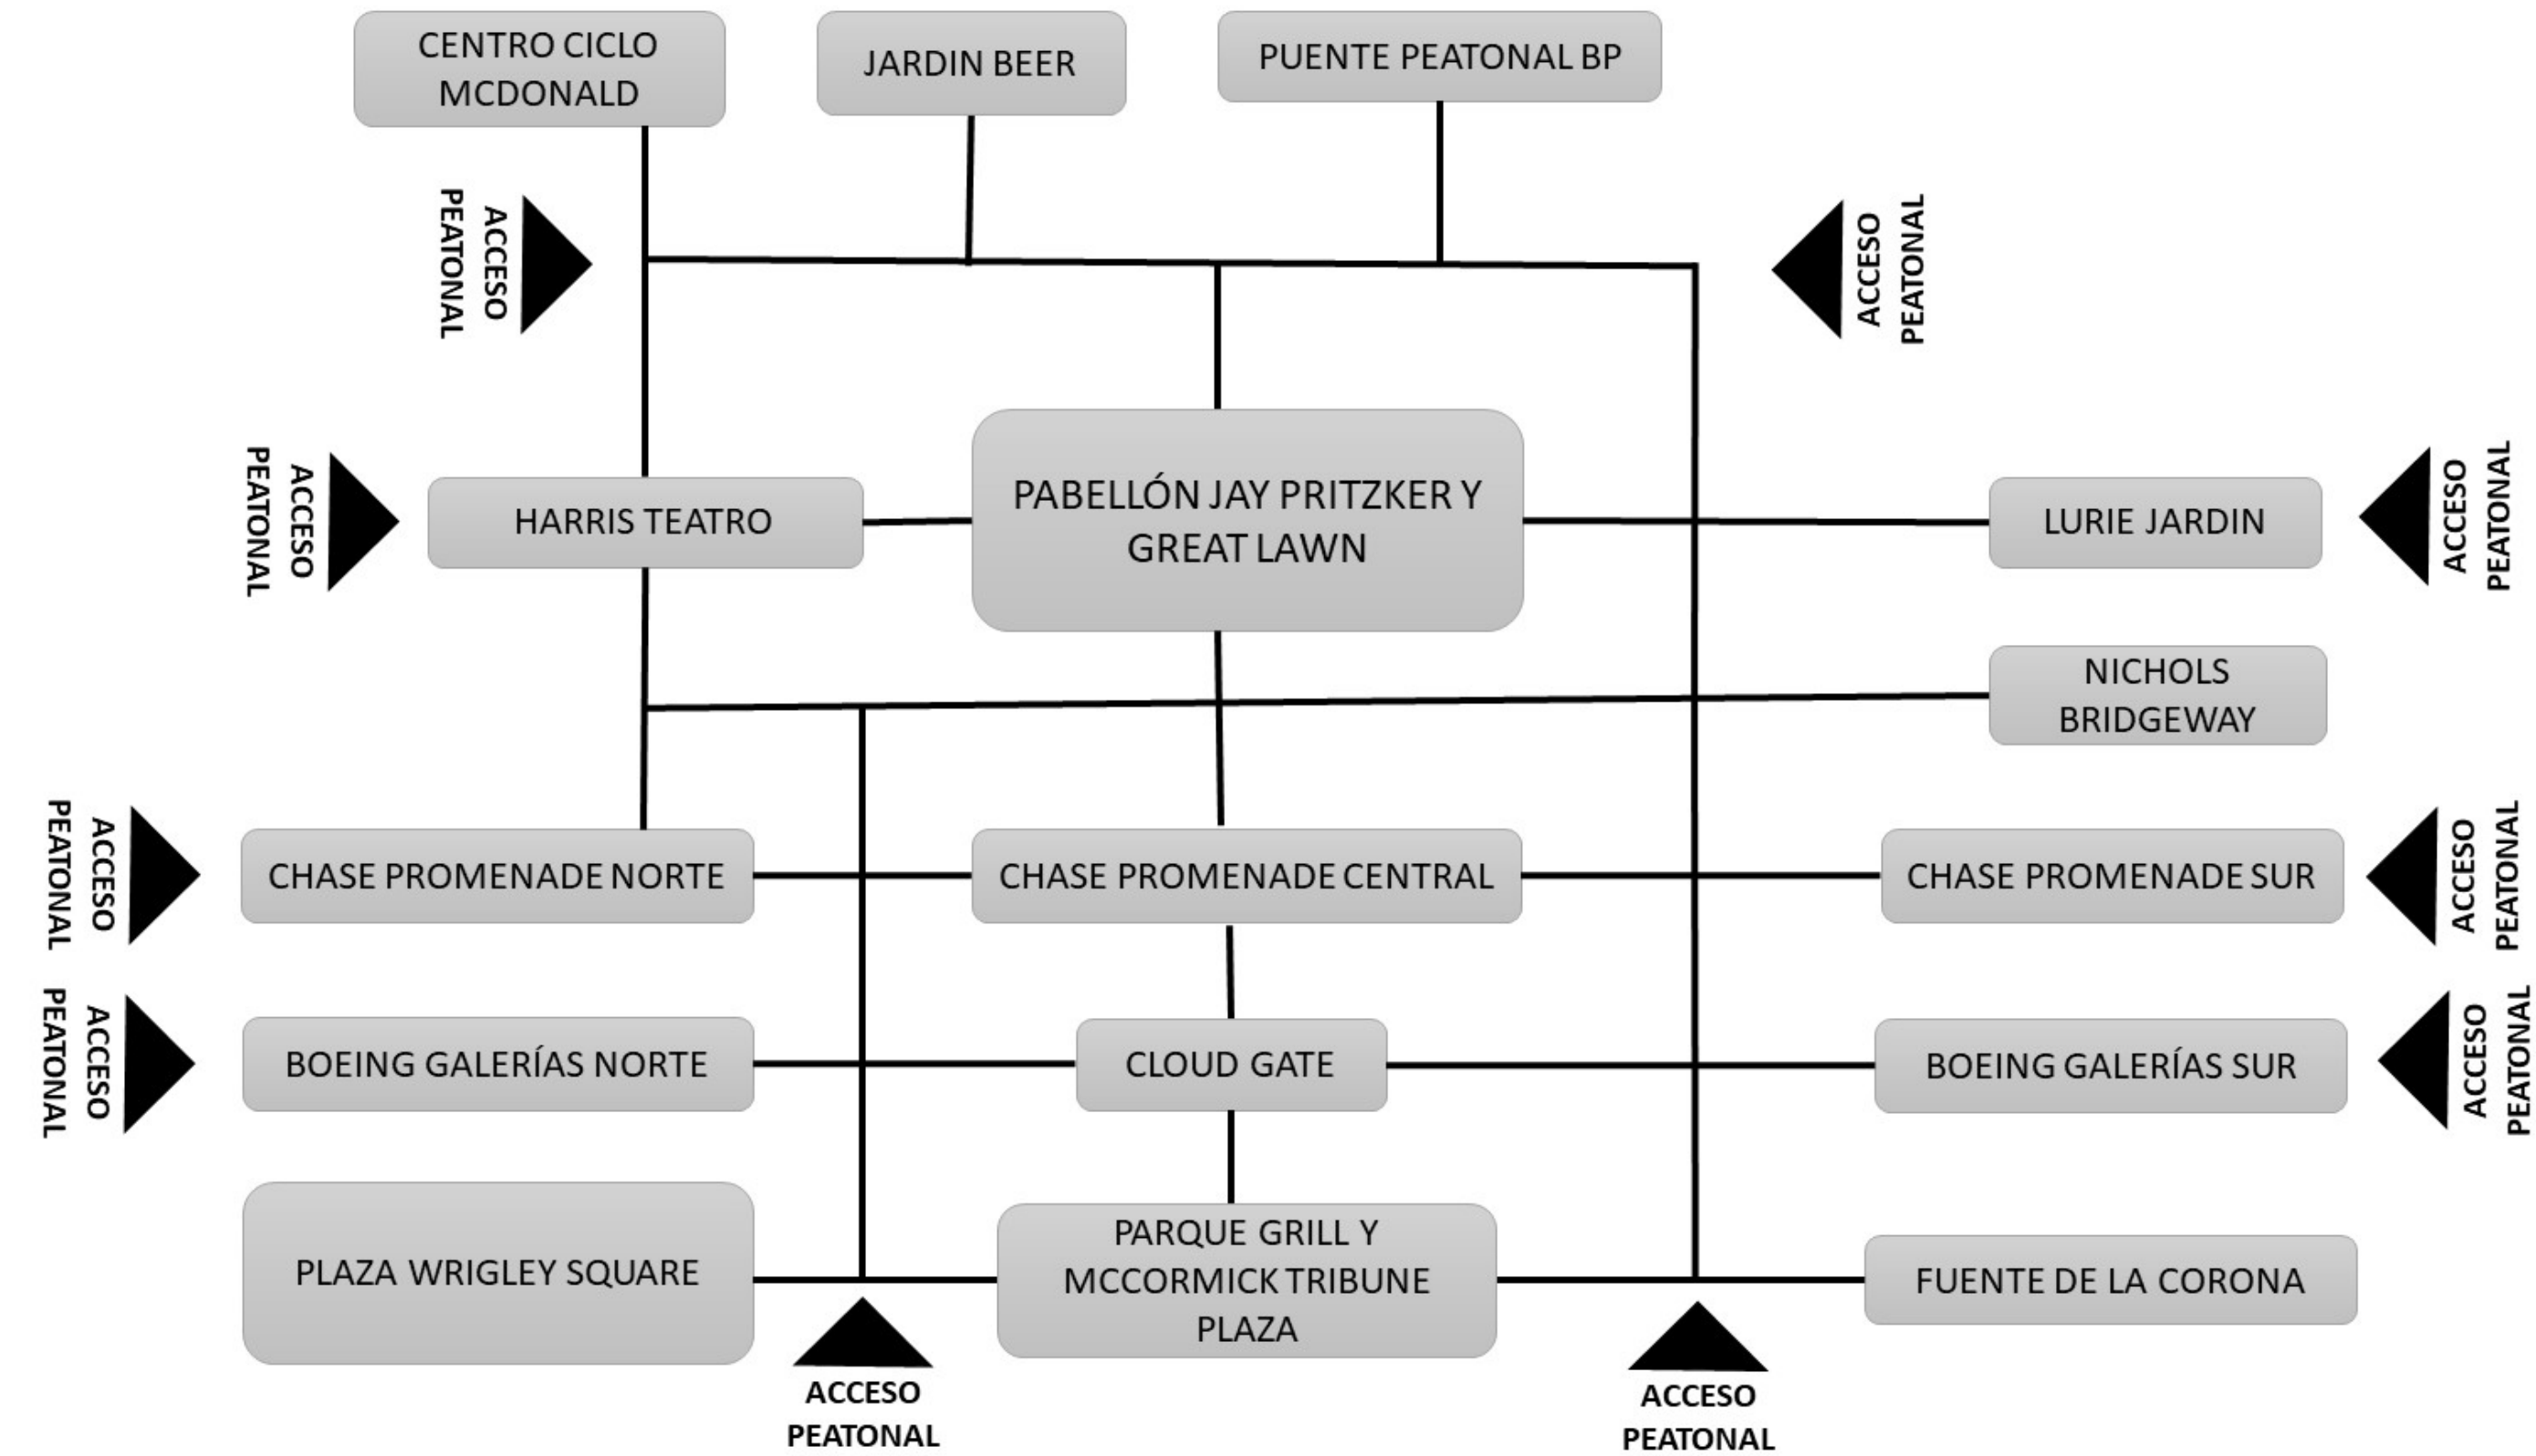 CENTRO CICLO
MCDONALD
JARDIN BEER
PUENTE PEATONAL BP
ACCESO
PEATONAL
ACCESO
PEATONAL
ACCESO
PEATONAL
HARRIS TEATRO
PABELLÓN JAY PRITZKER Y
GREAT LAWN
LURIE JARDIN
ACCESO
PEATONAL
NICHOLS
BRIDGEWAY
ACCESO
PEATONAL
CHASE PROMENADE NORTE
CHASE PROMENADE CENTRAL
CHASE PROMENADE SUR
ACCESO
PEATONAL
ACCESO
PEATONAL
BOEING GALERÍAS NORTE
CLOUD GATE
BOEING GALERÍAS SUR
ACCESO
PEATONAL
PLAZA WRIGLEY SQUARE
PARQUE GRILL Y
MCCORMICK TRIBUNE
PLAZA
FUENTE DE LA CORONA
ACCESO
PEATONAL
ACCESO
PEATONAL